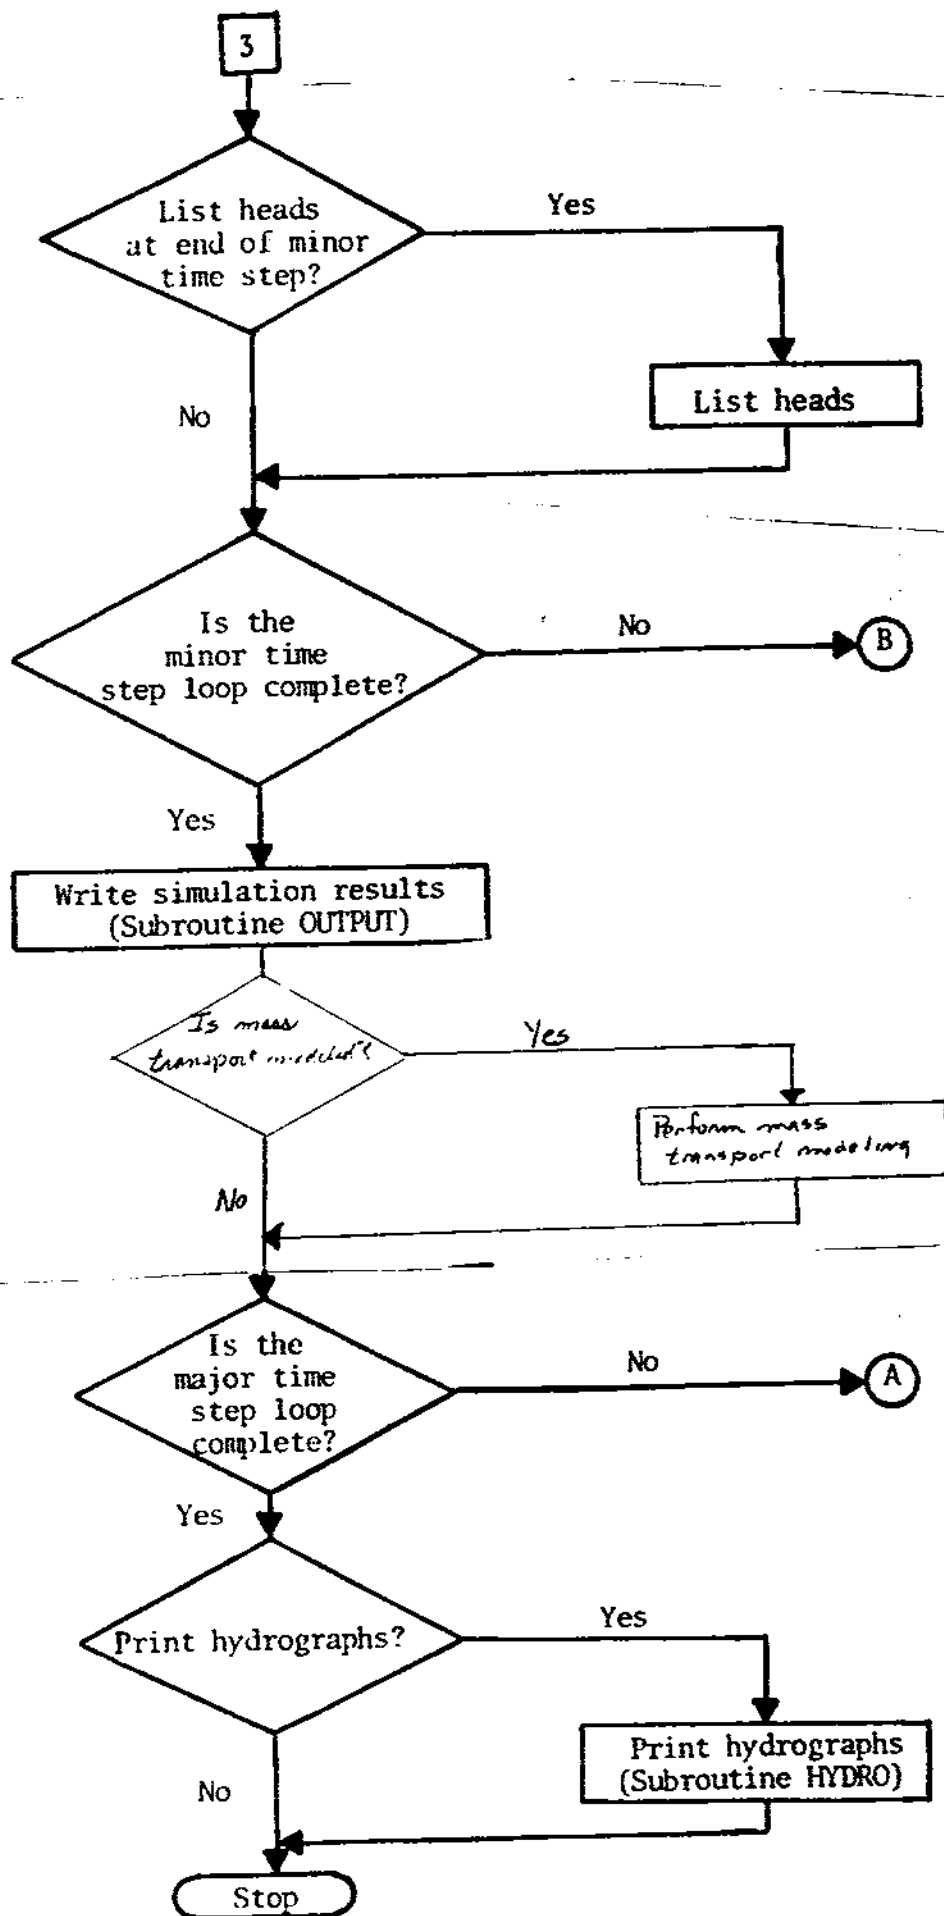 3
List heads
at end of minor
time step?
Yes
List heads
No
Is the
minor time
step loop complete?
No
B
Yes
Write simulation results
(Subroutine OUTPUT)
Is mass
transport modeled?
Yes
Perform mass
transport modeling
No
Is the
major time
step loop
complete?
No
A
Yes
Print hydrographs?
Yes
Print hydrographs
(Subroutine HYDRO)
No
Stop